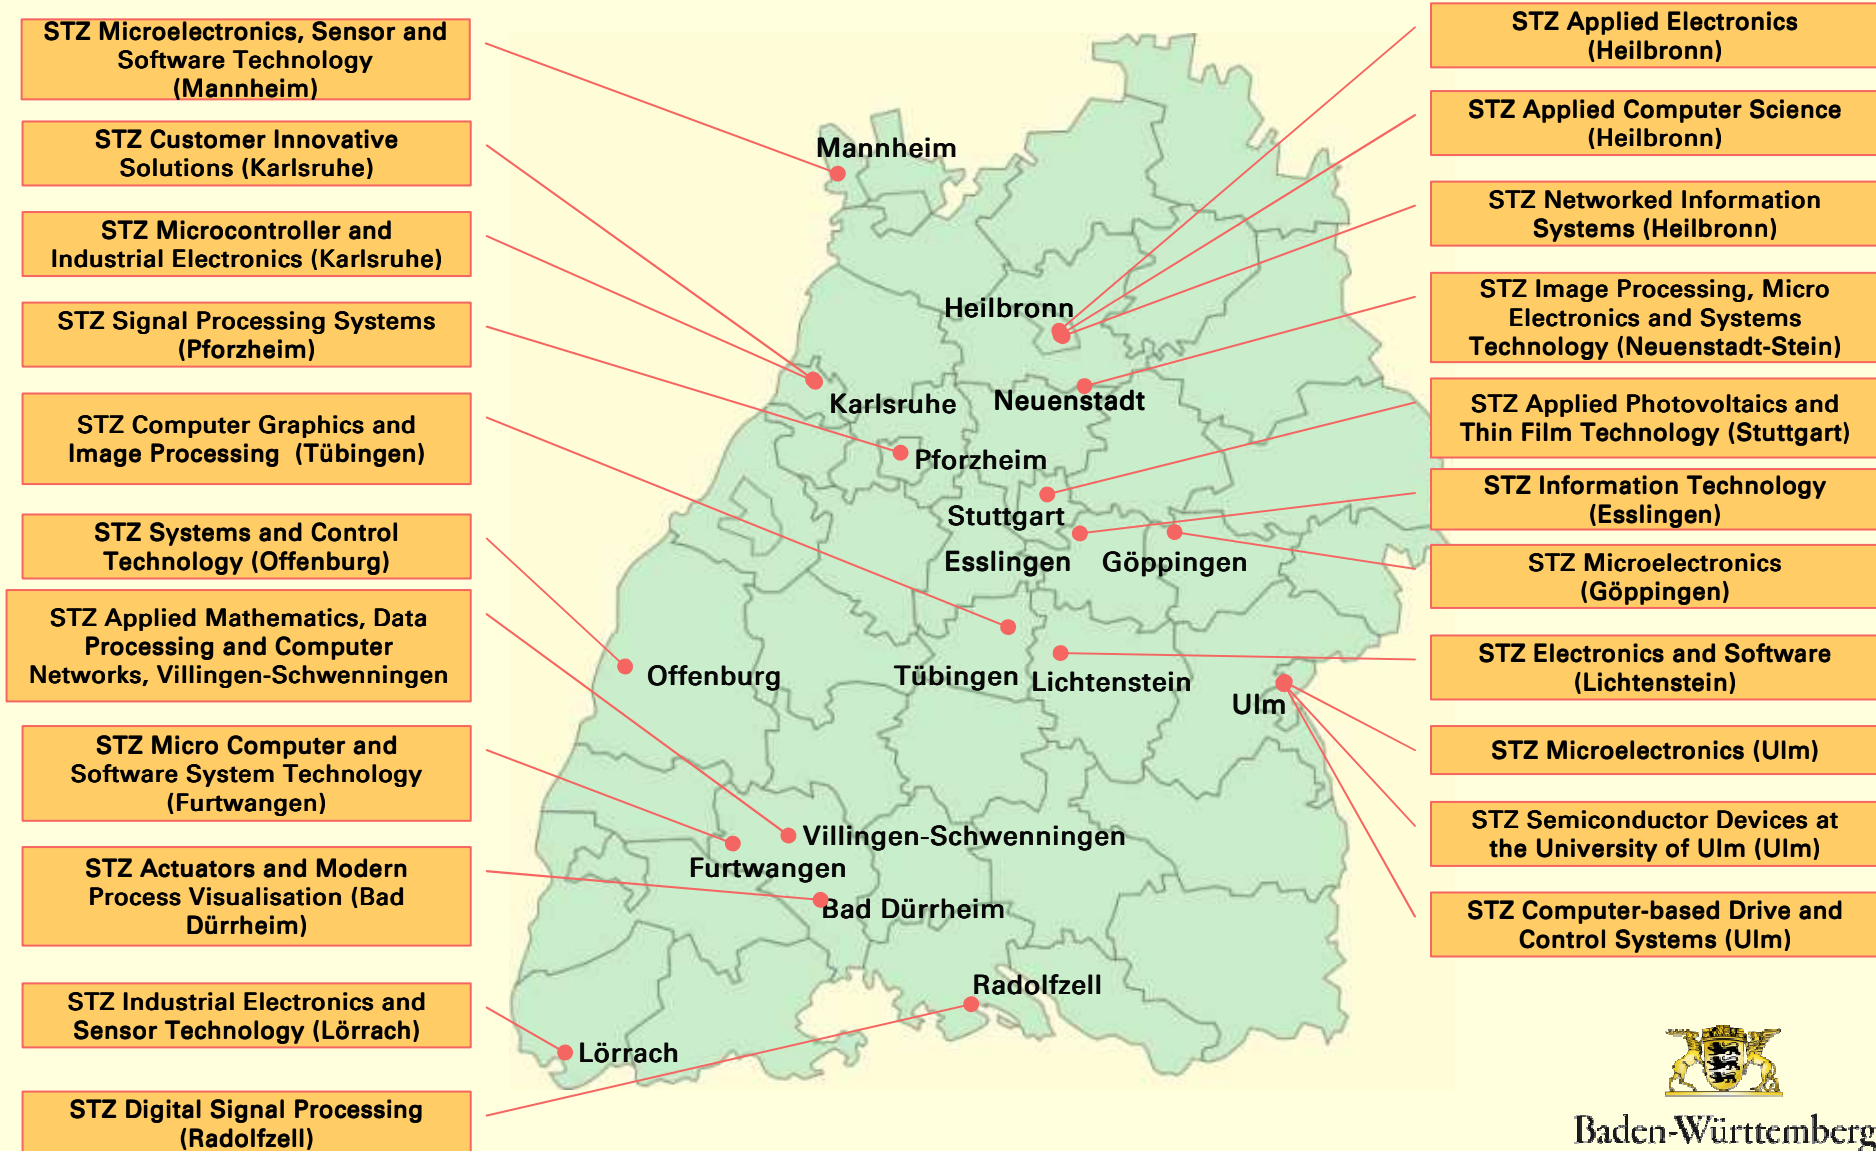 STZ Microelectronics, Sensor and
Software Technology
(Mannheim)
STZ Customer Innovative
Solutions (Karlsruhe)
STZ Microcontroller and
Industrial Electronics (Karlsruhe)
STZ Signal Processing Systems
(Pforzheim)
STZ Computer Graphics and
Image Processing (Tübingen)
STZ Systems and Control
Technology (Offenburg)
STZ Applied Mathematics, Data
Processing and Computer
Networks, Villingen-Schwenningen
STZ Micro Computer and
Software System Technology
(Furtwangen)
STZ Actuators and Modern
Process Visualisation (Bad
Dürrheim)
STZ Industrial Electronics and
Sensor Technology (Lörrach)
STZ Digital Signal Processing
(Radolfzell)
Mannheim
Heilbronn
Karlsruhe
Neuenstadt
Pforzheim
Stuttgart
Esslingen
Göppingen
Offenburg
Tübingen
Lichtenstein
Ulm
Villingen-Schwenningen
Furtwangen
Bad Dürrheim
Radolfzell
Lörrach
STZ Applied Electronics
(Heilbronn)
STZ Applied Computer Science
(Heilbronn)
STZ Networked Information
Systems (Heilbronn)
STZ Image Processing, Micro
Electronics and Systems
Technology (Neuenstadt-Stein)
STZ Applied Photovoltaics and
Thin Film Technology (Stuttgart)
STZ Information Technology
(Esslingen)
STZ Microelectronics
(Göppingen)
STZ Electronics and Software
(Lichtenstein)
STZ Microelectronics (Ulm)
STZ Semiconductor Devices at
the University of Ulm (Ulm)
STZ Computer-based Drive and
Control Systems (Ulm)
Baden-Württemberg